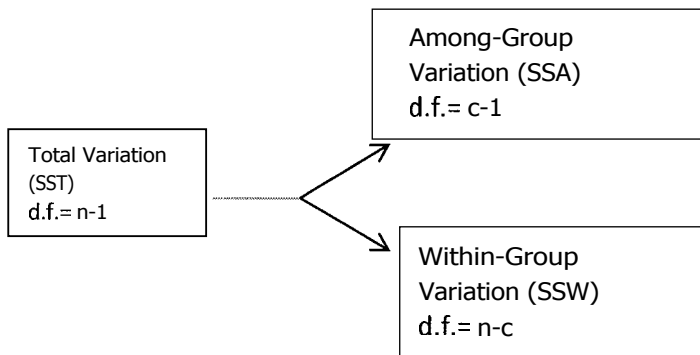 Among-Group
Variation (SSA)
d.f.= c-1
Total Variation
(SST)
d.f.= n-1
Within-Group
Variation (SSW)
d.f.= n-c